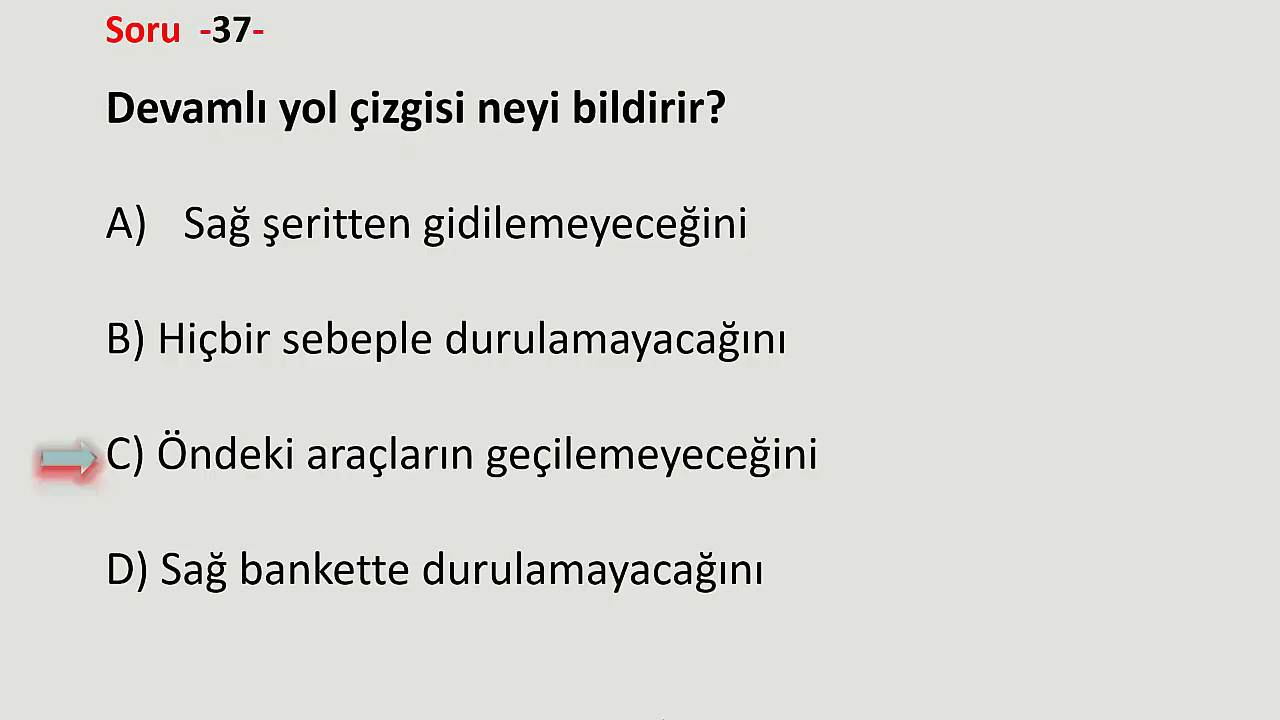 Soru -37-
Devamlı yol çizgisi neyi bildirir?
A) Sağ şeritten gidilemeyeceğini
B) Hiçbir sebeple durulamayacağını
C) Öndeki araçların geçilemeyeceğini
D) Sağ bankette durulamayacağını